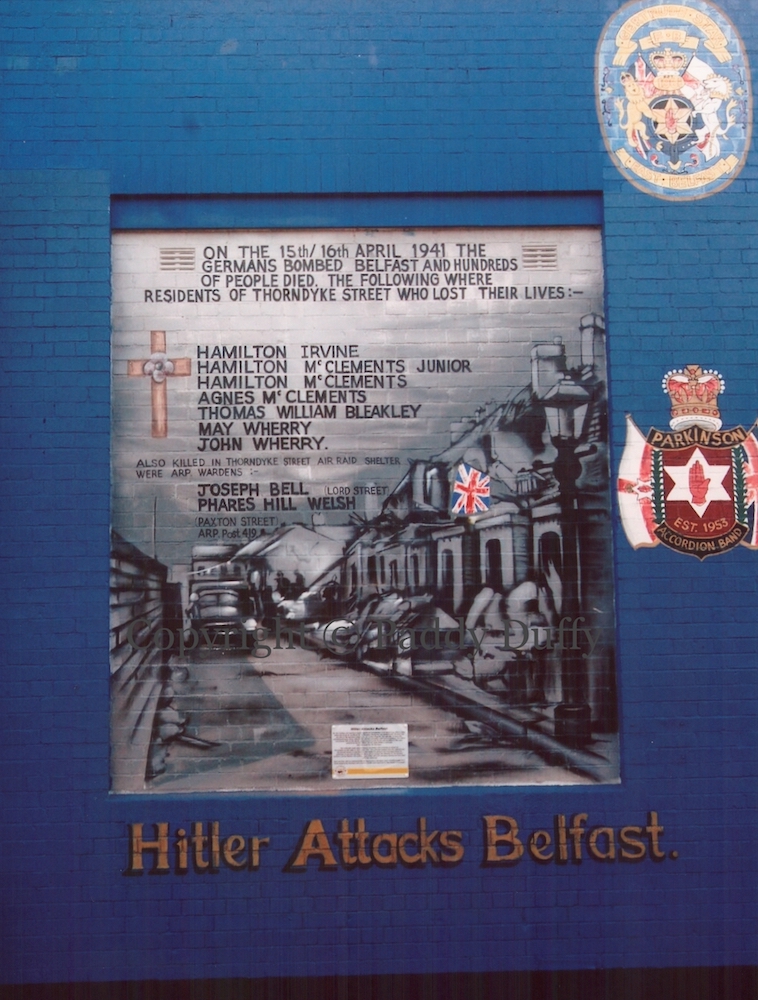 ON THE 15th/16th APRIL 1941 THE
GERMANS BOMBED BELFAST AND HUNDREDS
OF PEOPLE DIED. THE FOLLOWING WHERE
RESIDENTS OF THORNDYKE STREET WHO LOST THEIR LIVES:-
HAMILTON IRVINE
HAMILTON McCLEMENTS JUNIOR
HAMILTON McCLEMENTS
AGNES McCLEMENTS
THOMAS WILLIAM BLEAKLEY
MAY WHERRY
JOHN WHERRY.
ALSO KILLED IN THORNDYKE STREET AIR RAID SHELTER
WERE ARP. WARDENS :-
JOSEPH BELL (LORD STREET)
PHARES HILL WELSH
(PAXTON STREET)
ARP. Post 419
PARKINSON
EST. 1953
ACCORDION BAND
Copyright © Paddy Duffy
Hitler Attacks Belfast.